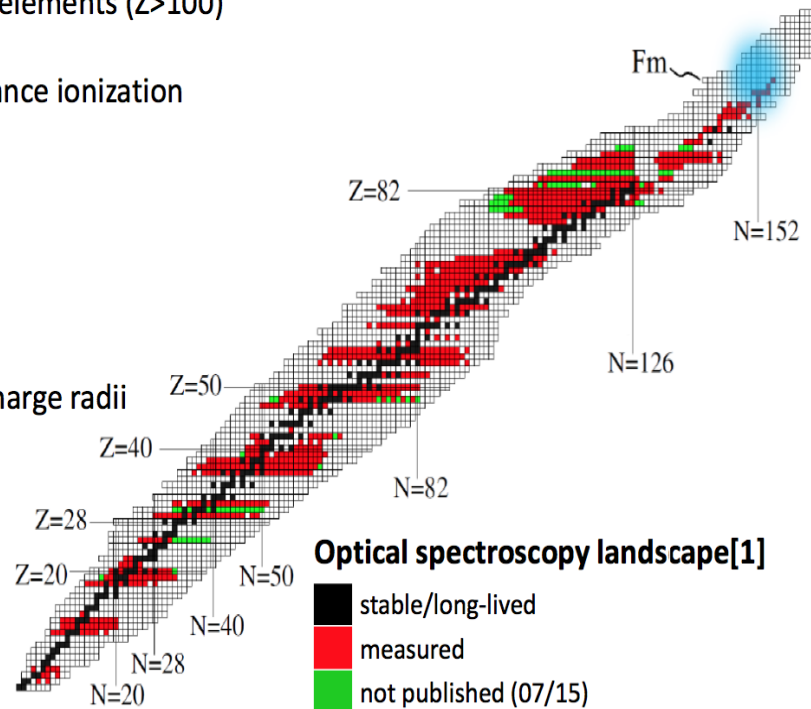 elements (Z>100)
Fm
ance ionization
Z=82
N=152
N=126
Z=50
harge radii
Z=40
N=82
Z=28
Optical spectroscopy landscape[1]
Z=20
N=50
stable/long-lived
N=40
measured
N=28
not published (07/15)
N=20